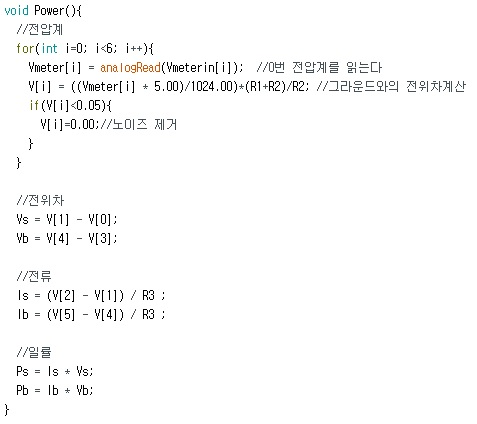 void Power(){
  //전압계
  for(int i=0; i<6; i++){
    Vmeter[i] = analogRead(Vmeterin[i]);  //0번 전압계를 읽는다
    V[i] = ((Vmeter[i] * 5.00)/1024.00)*(R1+R2)/R2; //그라운드와의 전위차계산
    if(V[i]<0.05){
      V[i]=0.00;//노이즈 제거
    }
  }

  //전위차
  Vs = V[1] - V[0];
  Vb = V[4] - V[3];

  //전류
  Is = (V[2] - V[1]) / R3 ;
  Ib = (V[5] - V[4]) / R3 ;

  //일률
  Ps = Is * Vs;
  Pb = Ib * Vb;
}